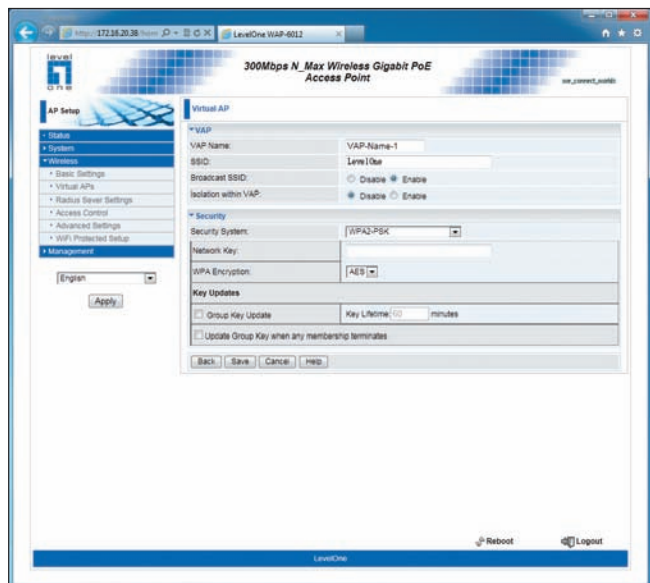 http://172.16.20.38
LevelOne WAP-6012
level
one
300Mbps N_Max Wireless Gigabit PoE
Access Point
our_connect_worlds
AP Setup
Status
System
Wireless
Basic Settings
Virtual APs
Radius Sever Settings
Access Control
Advanced Settings
WiFi Protected Setup
Management
English
Apply
Virtual AP
VAP
VAP Name: VAP-Name-1
SSID: LevelOne
Broadcast SSID: Disable Enable
Isolation within VAP: Disable Enable
Security
Security System: WPA2-PSK
Network Key:
WPA Encryption: AES
Key Updates
Group Key Update Key Lifetime 60 minutes
Update Group Key when any membership terminates
Back Save Cancel Help
Reboot Logout
LevelOne